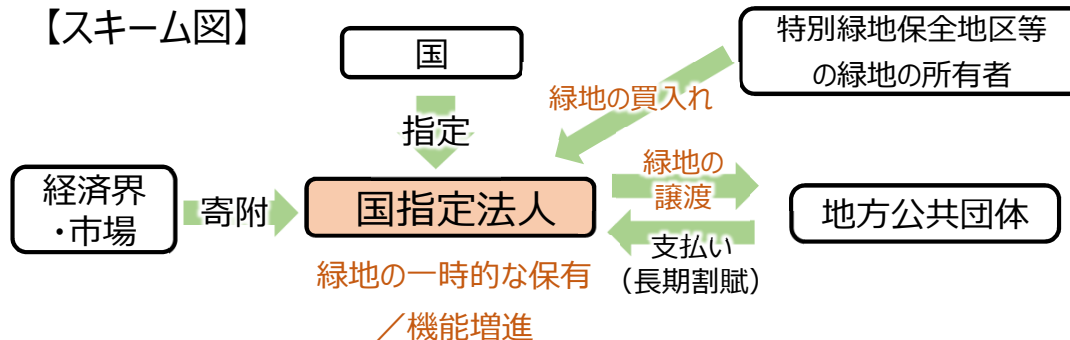 【スキーム図】
国
特別緑地保全地区等
の緑地の所有者
緑地の買入れ
指定
経済界
・市場
寄附
国指定法人
緑地の
譲渡
地方公共団体
支払い
（長期割賦）
緑地の一時的な保有
／機能増進